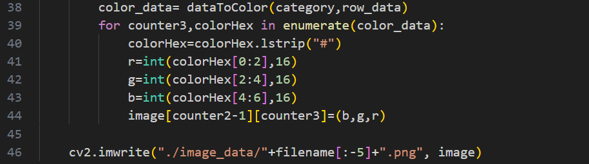 38 color_data= dataToColor(category,row_data)
39 for counter3,colorHex in enumerate(color_data):
40 colorHex=colorHex.lstrip("#")
41 r=int(colorHex[0:2],16)
42 g=int(colorHex[2:4],16)
43 b=int(colorHex[4:6],16)
44 image[counter2-1][counter3]=(b,g,r)
45
46 cv2.imwrite("./image_data/"+filename[:-5]+".png", image)